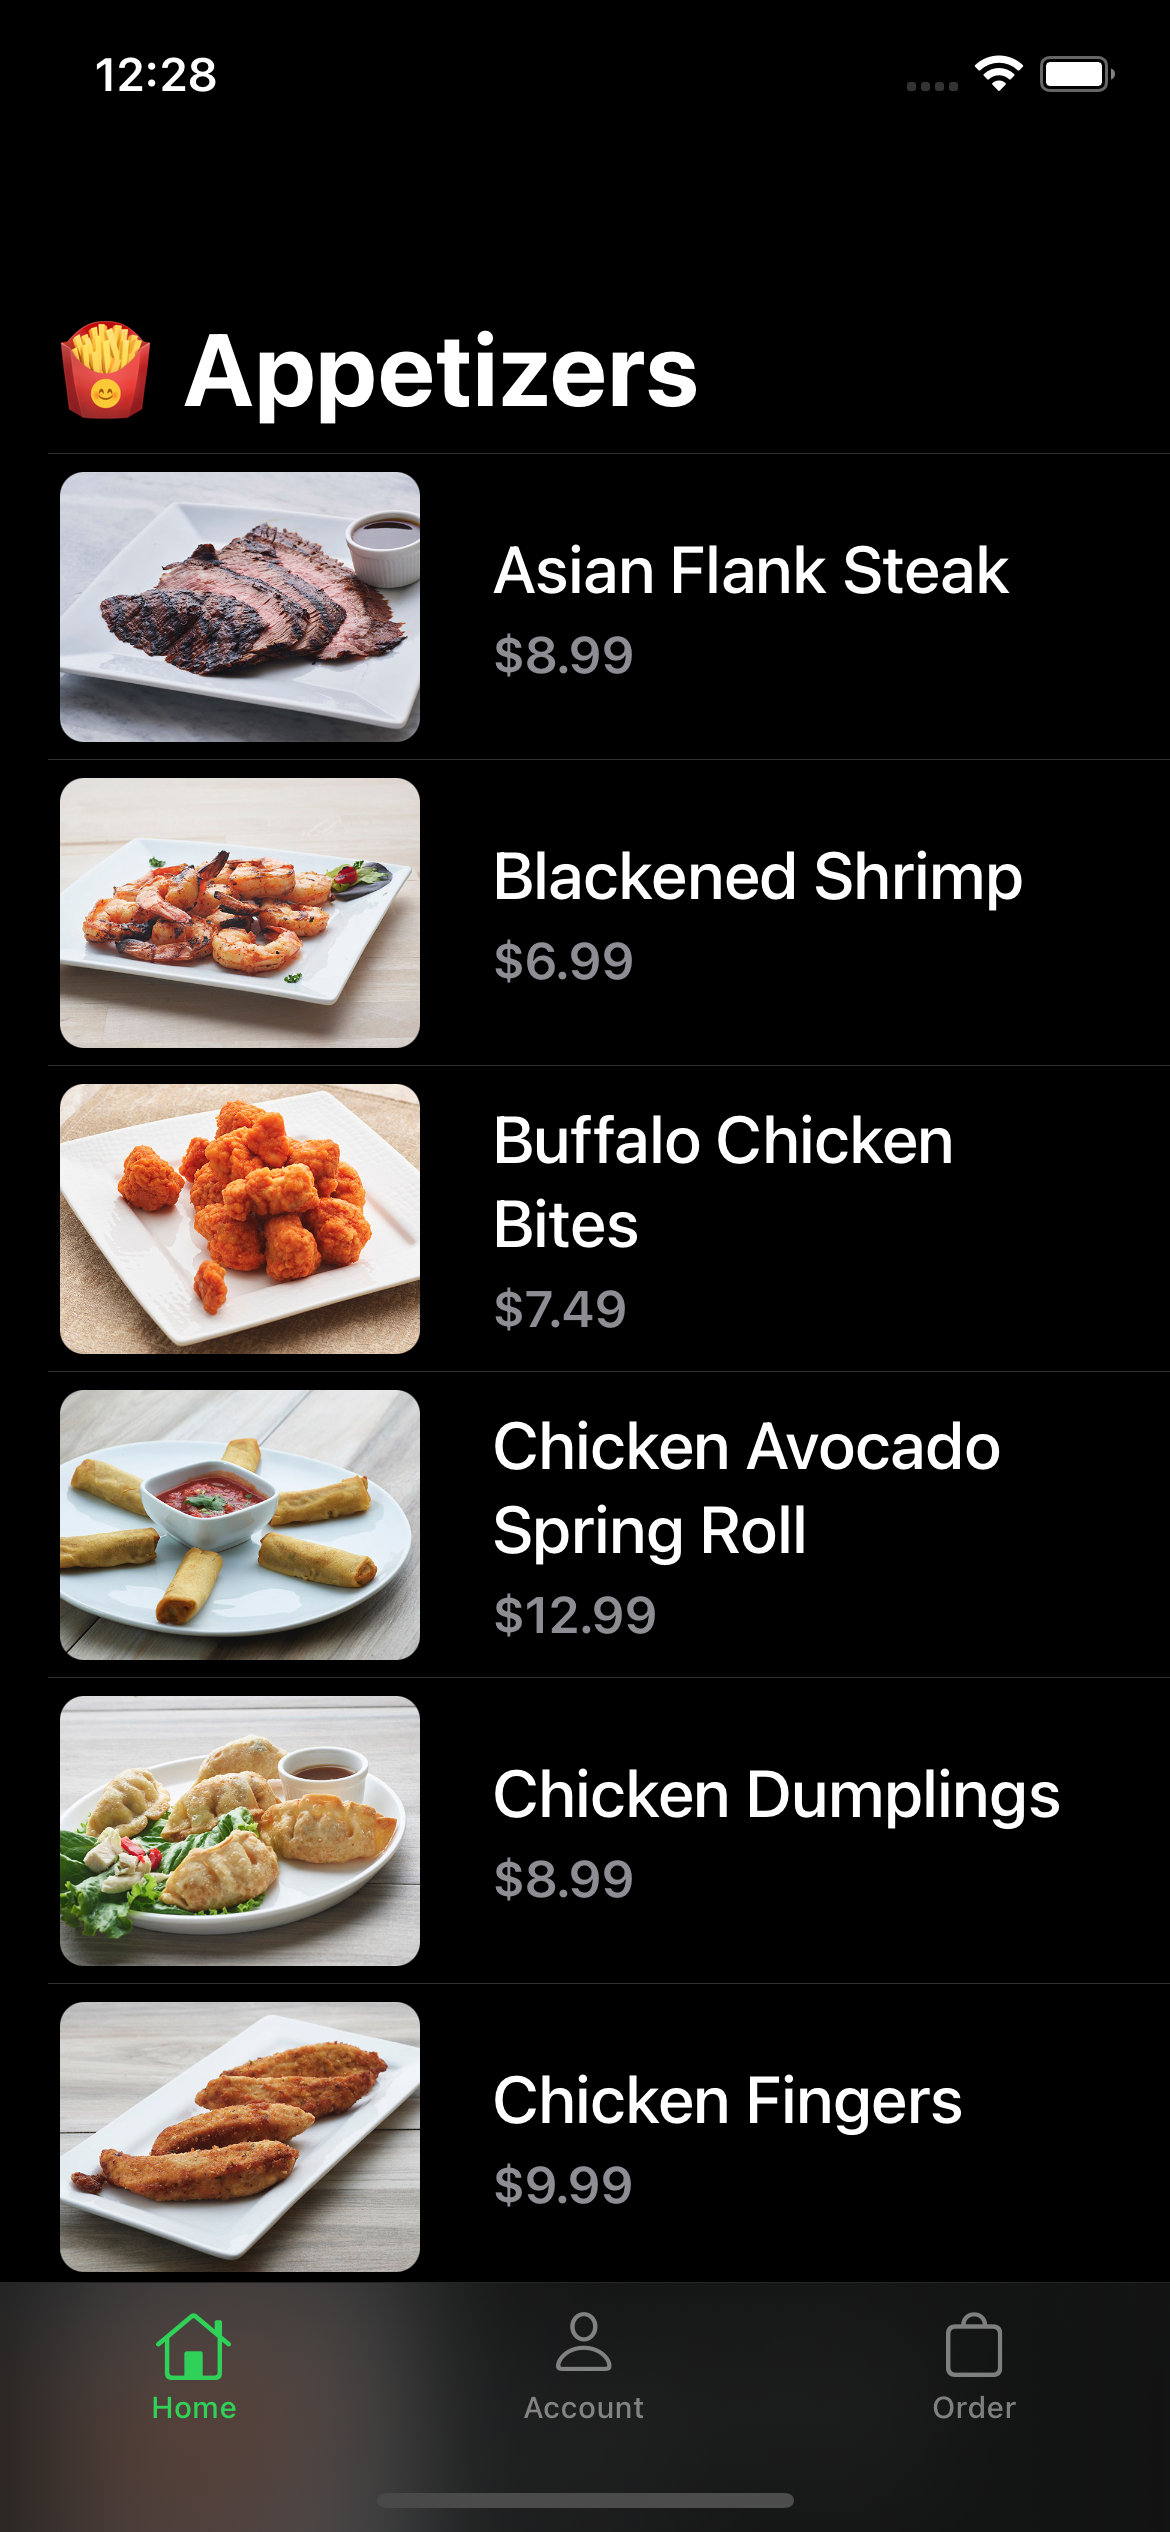 12:28
Appetizers
Asian Flank Steak
$8.99
Blackened Shrimp
$6.99
Buffalo Chicken
Bites
$7.49
Chicken Avocado
Spring Roll
$12.99
Chicken Dumplings
$8.99
Chicken Fingers
$9.99
Home
Account
Order